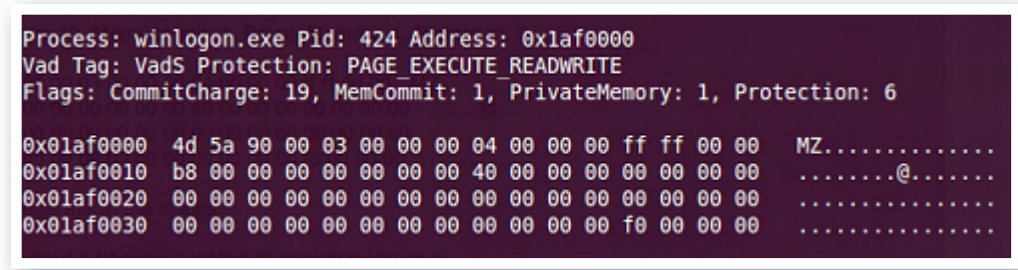 Process: winlogon.exe Pid: 424 Address: 0x1af0000
Vad Tag: VadS Protection: PAGE_EXECUTE_READWRITE
Flags: CommitCharge: 19, MemCommit: 1, PrivateMemory: 1, Protection: 6
0x01af0000  4d 5a 90 00 03 00 00 00 04 00 00 00 ff ff 00 00   MZ..............
0x01af0010  b8 00 00 00 00 00 00 00 40 00 00 00 00 00 00 00   ........@.......
0x01af0020  00 00 00 00 00 00 00 00 00 00 00 00 00 00 00 00   ................
0x01af0030  00 00 00 00 00 00 00 00 00 00 00 00 f0 00 00 00   ................